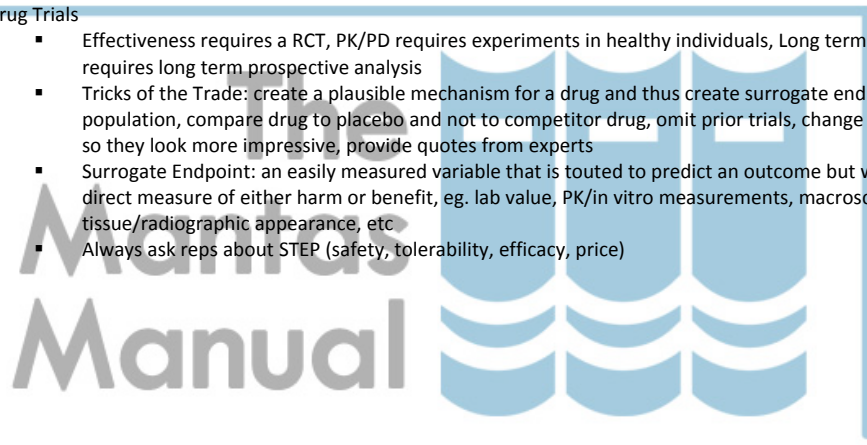 rug Trials
▪ Effectiveness requires a RCT, PK/PD requires experiments in healthy individuals, Long term
requires long term prospective analysis
▪ Tricks of the Trade: create a plausible mechanism for a drug and thus create surrogate end
population, compare drug to placebo and not to competitor drug, omit prior trials, change
so they look more impressive, provide quotes from experts
▪ Surrogate Endpoint: an easily measured variable that is touted to predict an outcome but
direct measure of either harm or benefit, eg. lab value, PK/in vitro measurements,
tissue/radiographic appearance, etc
▪ Always ask reps about STEP (safety, tolerability, efficacy, price)
The
Mantas
Manual